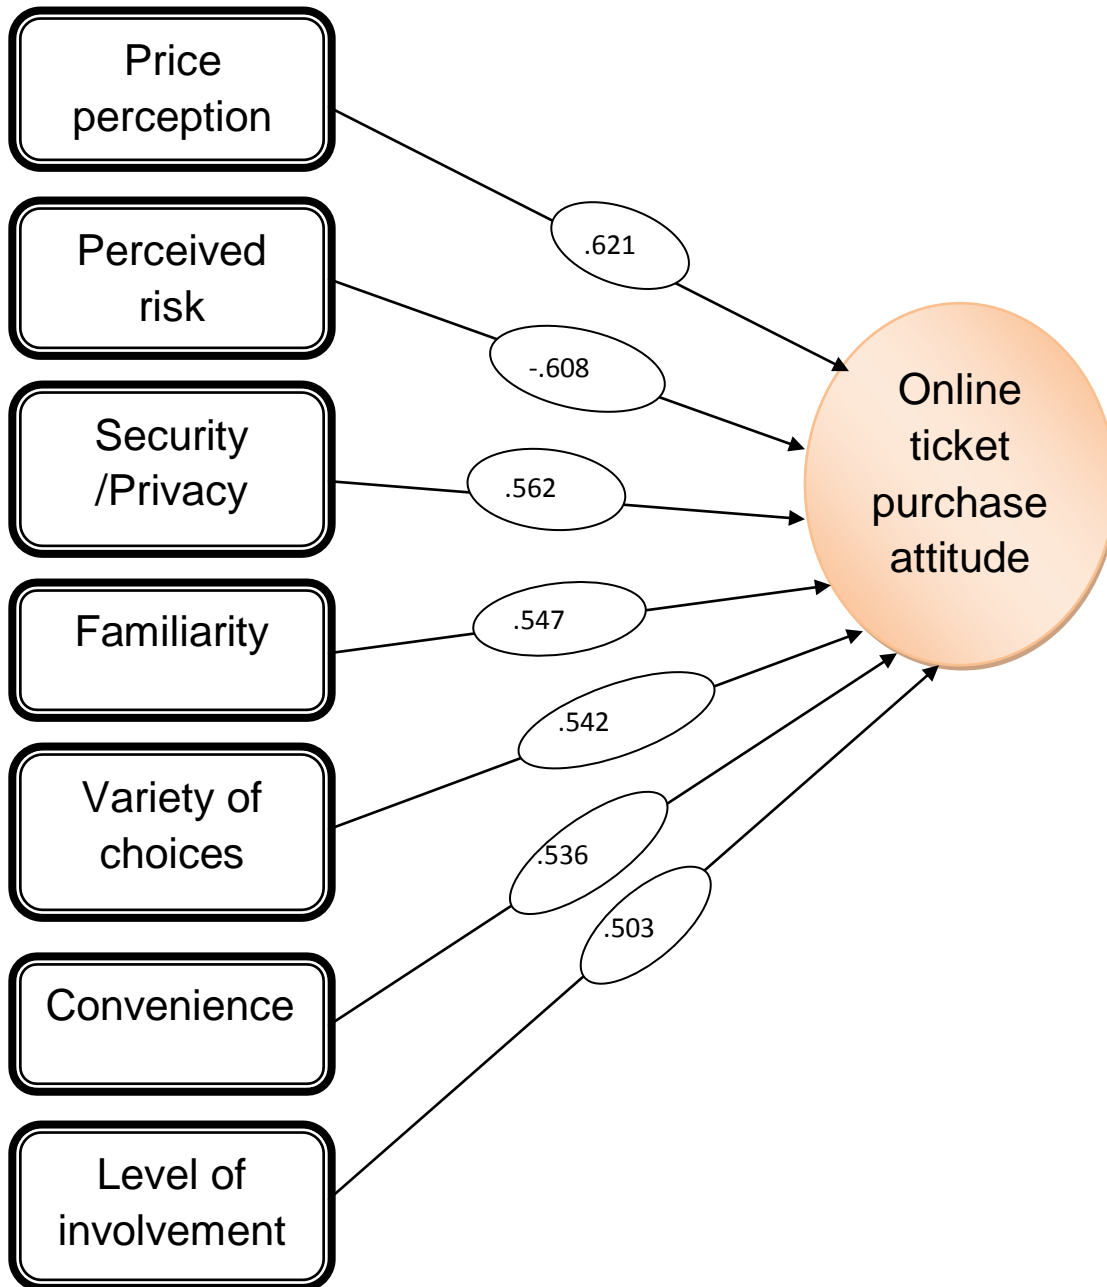 Price
perception
.621
Perceived
risk
-.608
Security
/Privacy
.562
Familiarity
.547
Variety of
choices
.542
Convenience
.536
Level of
involvement
.503
Online
ticket
purchase
attitude